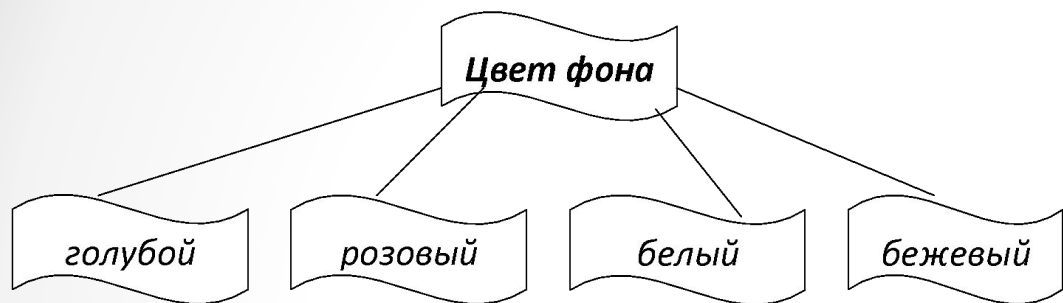 Цвет фона
голубой
розовый
белый
бежевый